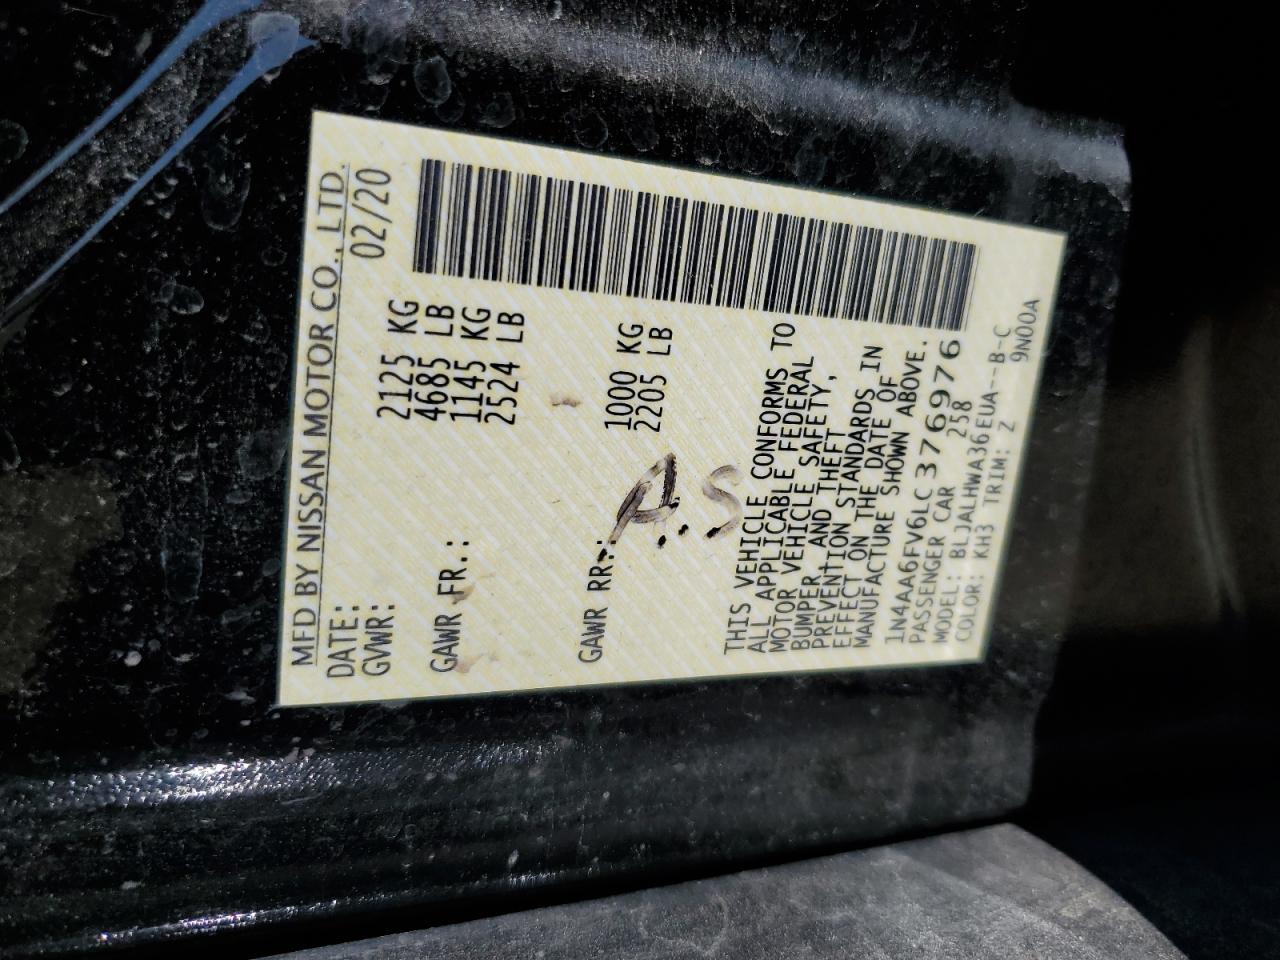 MFD BY NISSAN MOTOR CO., LTD.
DATE: 02/20
GVWR: 2125 KG
4685 LB
GAWR FR.: 1145 KG
2524 LB
GAWR RR.: 1000 KG
2205 LB
A.S
THIS VEHICLE CONFORMS TO
ALL APPLICABLE FEDERAL
MOTOR VEHICLE SAFETY,
BUMPER, AND THEFT
PREVENTION STANDARDS IN
EFFECT ON THE DATE OF
MANUFACTURE SHOWN ABOVE.
1N4AA6FV6LC376976
PASSENGER CAR 258
MODEL: BLJALHWA36EUA--B-C
COLOR: KH3 TRIM: Z 9N00A